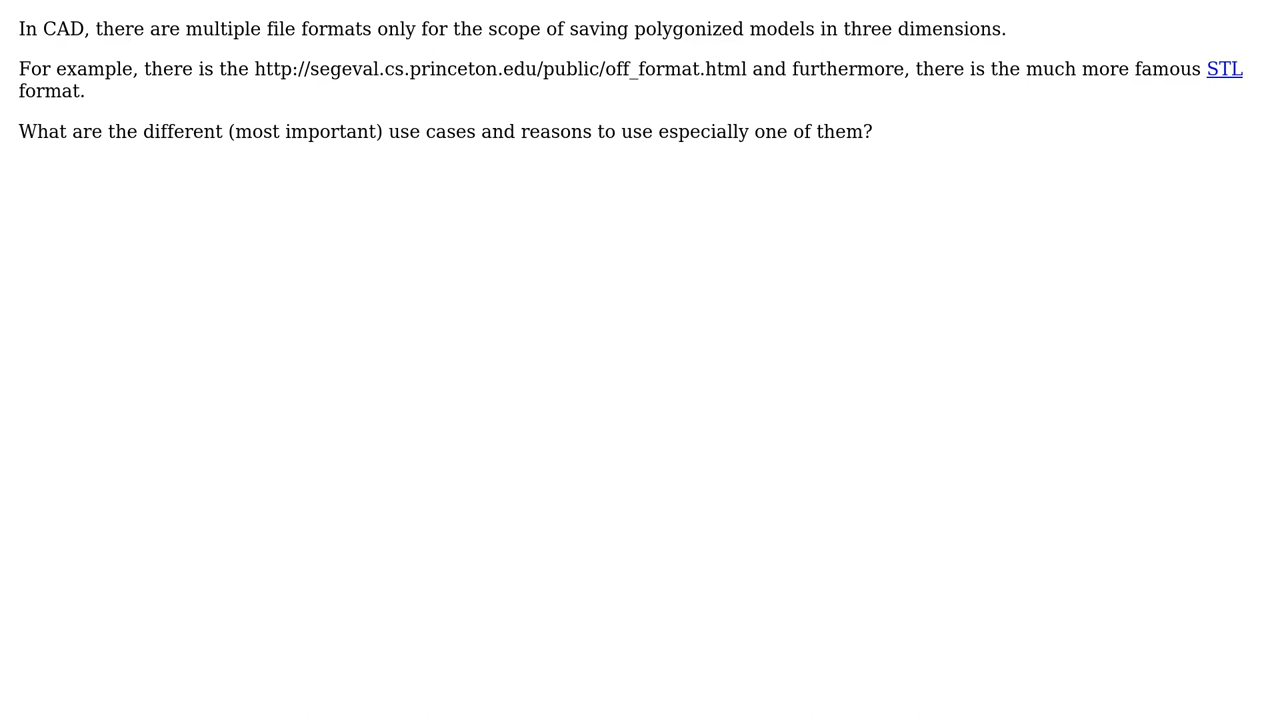 In CAD, there are multiple file formats only for the scope of saving polygonized models in three dimensions.
For example, there is the http://segeval.cs.princeton.edu/public/off_format.html and furthermore, there is the much more famous STL
format.
What are the different (most important) use cases and reasons to use especially one of them?